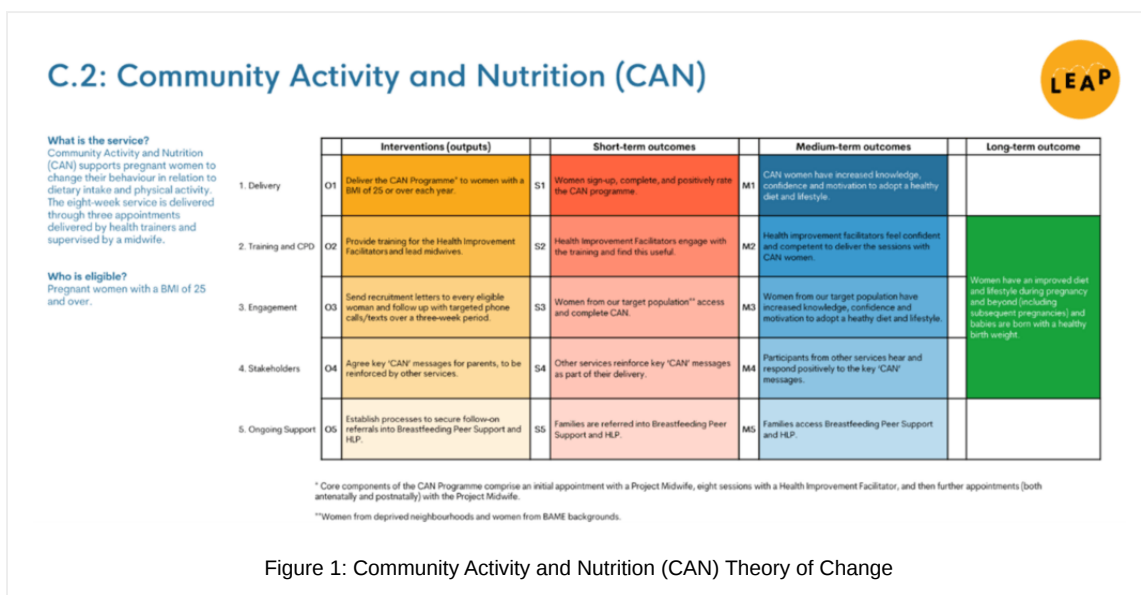 C.2: Community Activity and Nutrition (CAN)
LEAP
What is the service?
Community Activity and Nutrition
(CAN) supports pregnant women to
change their behaviour in relation to
dietary intake and physical activity.
The eight-week service is delivered
through three appointments
delivered by health trainers and
supervised by a midwife.
Who is eligible?
Pregnant women with a BMI of 25
and over.
Interventions (outputs)
Short-term outcomes
Medium-term outcomes
Long-term outcome
1. Delivery
O1
Deliver the CAN Programme* to women with a
BMI of 25 or over each year.
S1
Women sign-up, complete, and positively rate
the CAN programme.
M1
CAN women have increased knowledge,
confidence and motivation to adopt a healthy
diet and lifestyle.
2. Training and CPD
O2
Provide training for the Health Improvement
Facilitators and lead midwives.
S2
Health Improvement Facilitators engage with
the training and find this useful.
M2
Health improvement facilitators feel confident
and competent to deliver the sessions with
CAN women.
3. Engagement
O3
Send recruitment letters to every eligible
woman and follow up with targeted phone
calls/texts over a three-week period.
S3
Women from our target population** access
and complete CAN.
M3
Women from our target population have
increased knowledge, confidence and
motivation to adopt a heathy diet and lifestyle.
4. Stakeholders
O4
Agree key 'CAN' messages for parents, to be
reinforced by other services.
S4
Other services reinforce key 'CAN' messages
as part of their delivery.
M4
Participants from other services hear and
respond positively to the key 'CAN'
messages.
5. Ongoing Support
O5
Establish processes to secure follow-on
referrals into Breastfeeding Peer Support and
HLP.
S5
Families are referred into Breastfeeding Peer
Support and HLP.
M5
Families access Breastfeeding Peer Support
and HLP.
Women have an improved diet
and lifestyle during pregnancy
and beyond (including
subsequent pregnancies) and
babies are born with a healthy
birth weight.
* Core components of the CAN Programme comprise an initial appointment with a Project Midwife, eight sessions with a Health Improvement Facilitator, and then further appointments (both
antenatally and postnatally) with the Project Midwife.
**Women from deprived neighbourhoods and women from BAME backgrounds.
Figure 1: Community Activity and Nutrition (CAN) Theory of Change